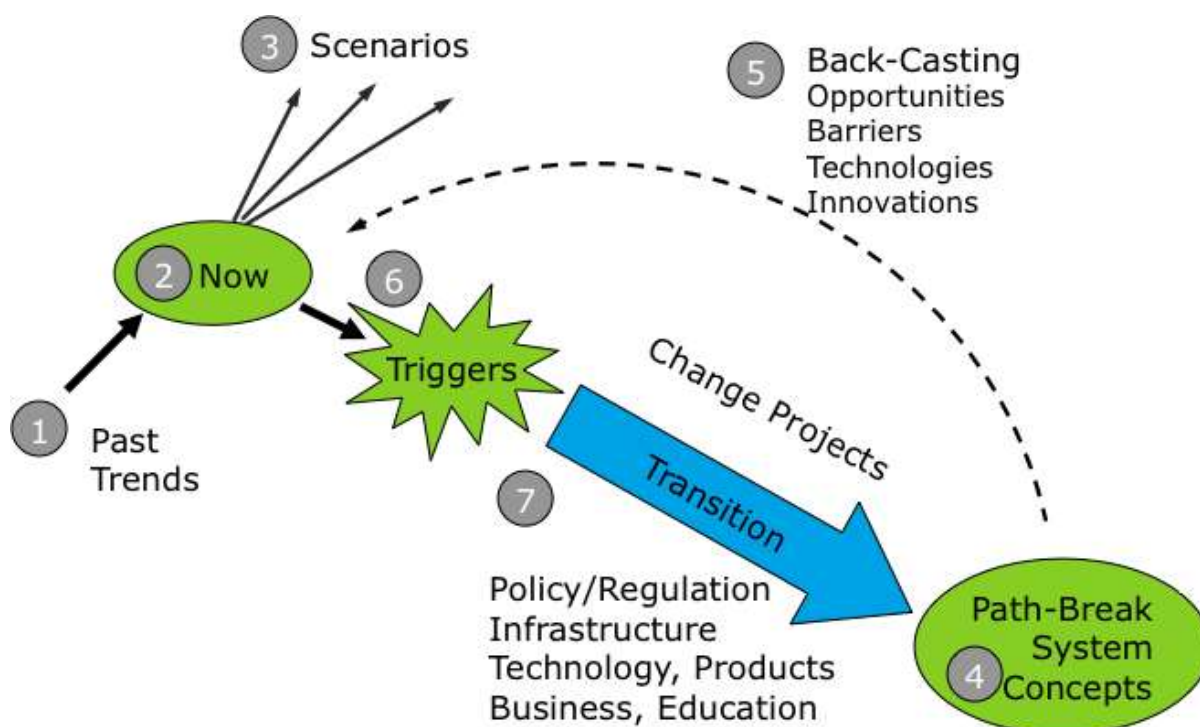 3 Scenarios
5 Back-Casting
Opportunities
Barriers
Technologies
Innovations
2 Now
6
Triggers
1 Past
Trends
Change Projects
Transition
7
Policy/Regulation
Infrastructure
Technology, Products
Business, Education
Path-Break
System
4 Concepts